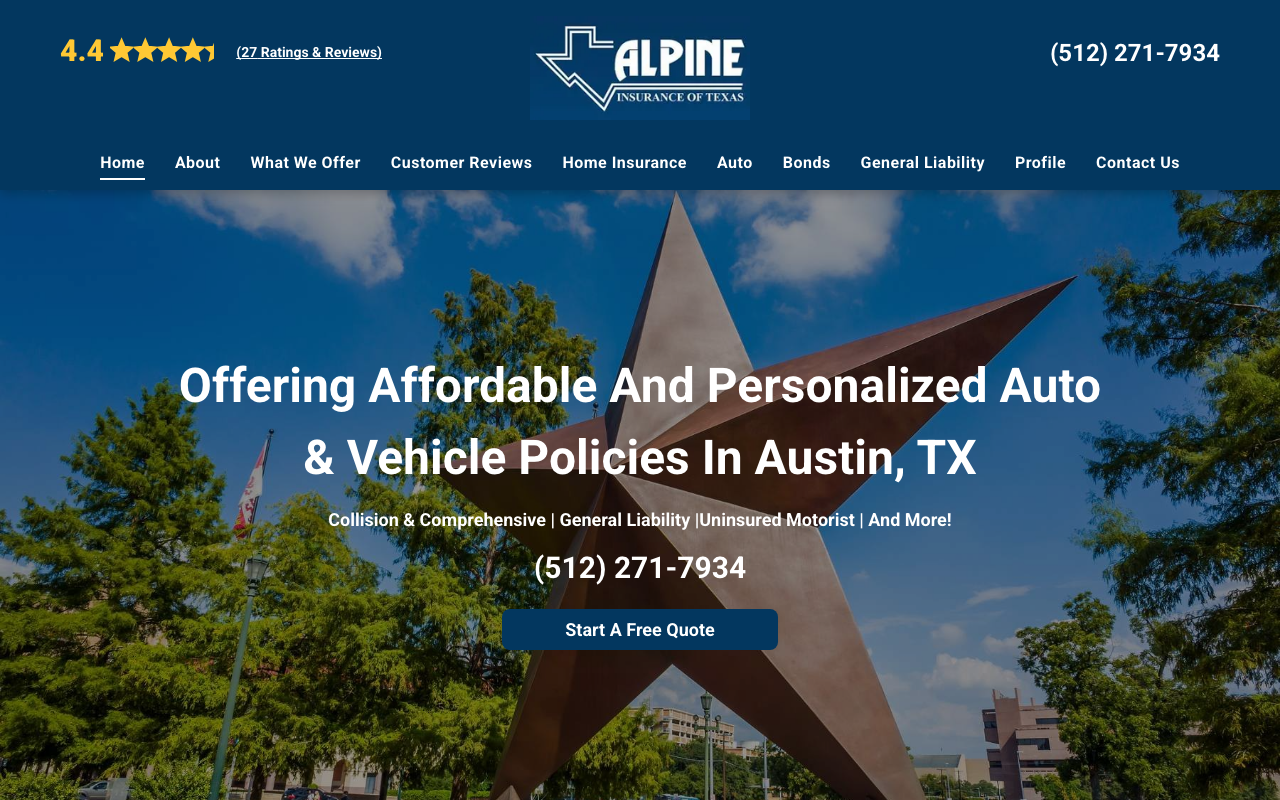 4.4
(27 Ratings & Reviews)
ALPINE
INSURANCE OF TEXAS
(512) 271-7934
Home About What We Offer Customer Reviews Home Insurance Auto Bonds General Liability Profile Contact Us
Offering Affordable And Personalized Auto
& Vehicle Policies In Austin, TX
Collision & Comprehensive | General Liability |Uninsured Motorist | And More!
(512) 271-7934
Start A Free Quote